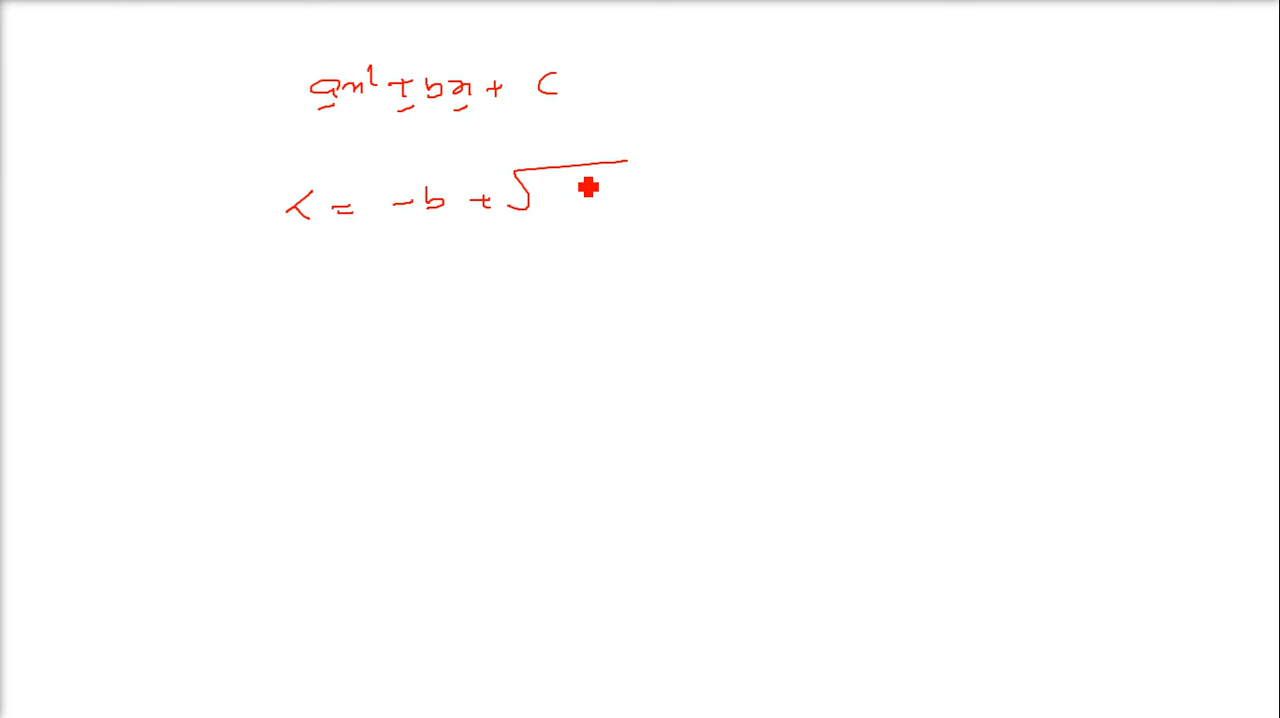 ax² + bx + c
α = -b + √